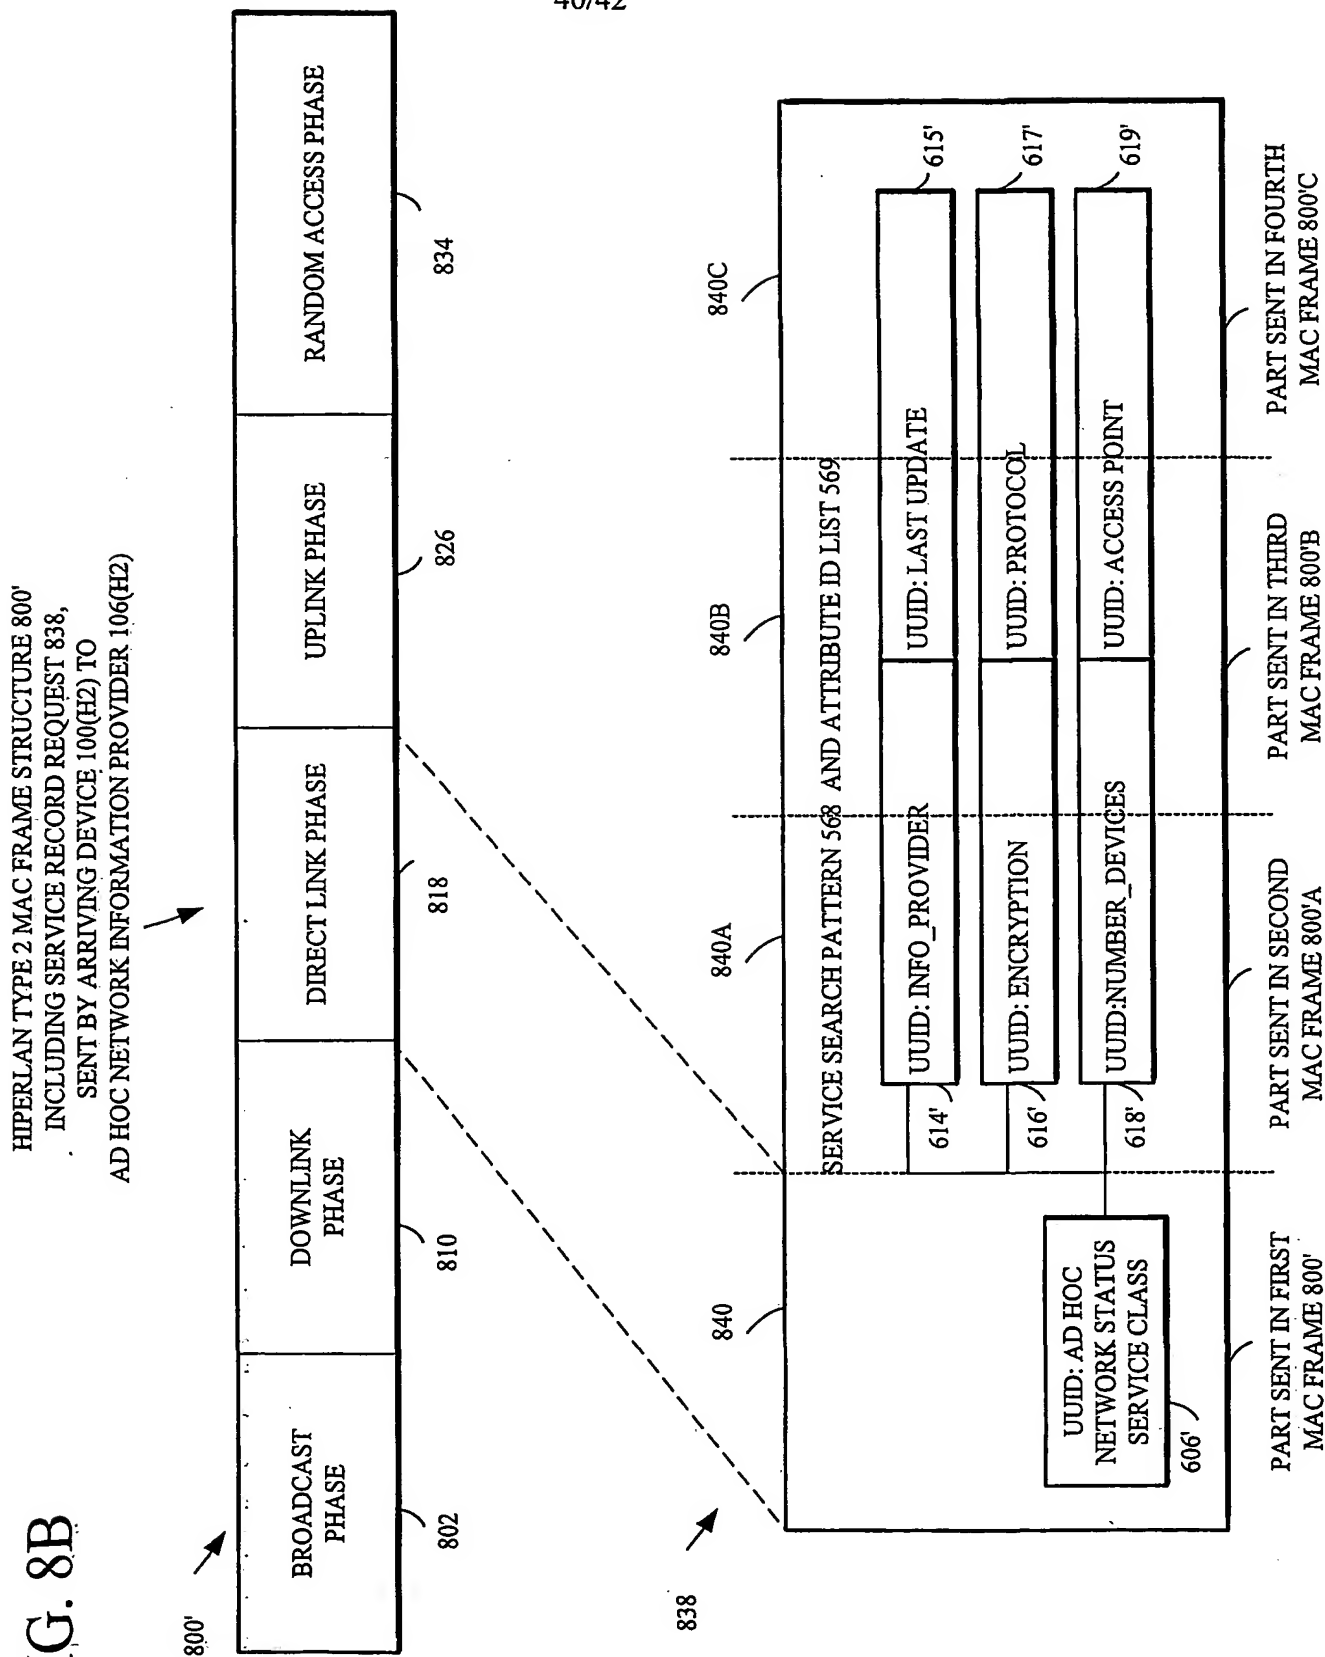 40/42
G. 8B
HIPERLAN TYPE 2 MAC FRAME STRUCTURE 800'
INCLUDING SERVICE RECORD REQUEST 838,
SENT BY ARRIVING DEVICE 100(H2) TO
AD HOC NETWORK INFORMATION PROVIDER 106(H2)
800'
BROADCAST
PHASE
DOWNLINK
PHASE
DIRECT LINK PHASE
UPLINK PHASE
RANDOM ACCESS PHASE
802
810
818
826
834
838
840
840A
840B
840C
SERVICE SEARCH PATTERN 568 AND ATTRIBUTE ID LIST 569
UUID: INFO_PROVIDER
UUID: LAST UPDATE
614'
615'
UUID: ENCRYPTION
UUID: PROTOCOL
616'
617'
UUID:NUMBER_DEVICES
UUID: ACCESS POINT
618'
619'
UUID: AD HOC
NETWORK STATUS
SERVICE CLASS
606'
PART SENT IN FIRST
MAC FRAME 800'
PART SENT IN SECOND
MAC FRAME 800'A
PART SENT IN THIRD
MAC FRAME 800'B
PART SENT IN FOURTH
MAC FRAME 800'C